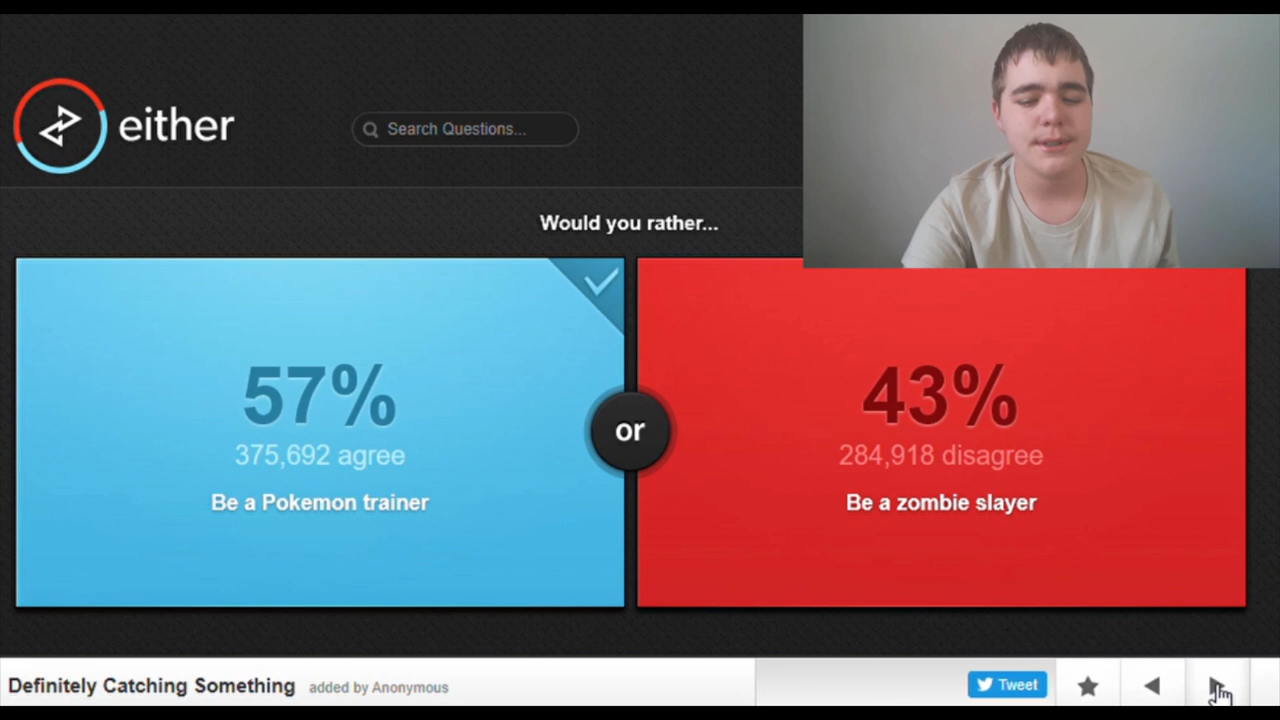 either
Search Questions...
Would you rather...
57%
375,692 agree
Be a Pokemon trainer
or
43%
284,918 disagree
Be a zombie slayer
Definitely Catching Something added by Anonymous
Tweet